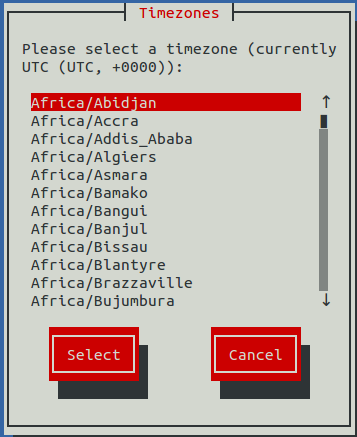 Timezones
Please select a timezone (currently
UTC (UTC, +0000)):
Africa/Abidjan
Africa/Accra
Africa/Addis_Ababa
Africa/Algiers
Africa/Asmara
Africa/Bamako
Africa/Bangui
Africa/Banjul
Africa/Bissau
Africa/Blantyre
Africa/Brazzaville
Africa/Bujumbura
Select
Cancel